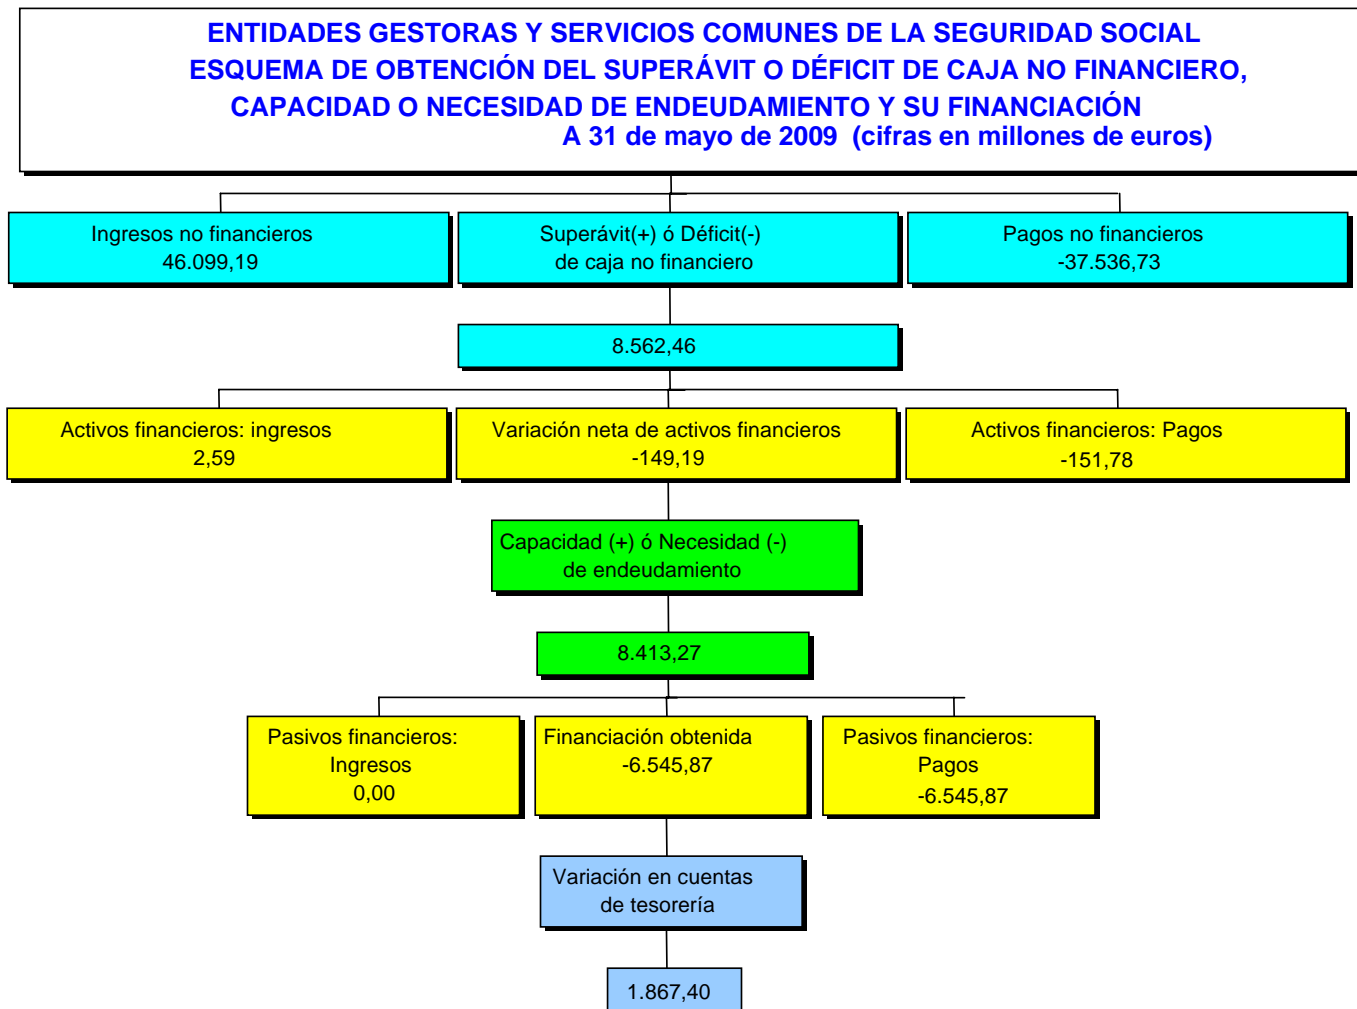 ENTIDADES GESTORAS Y SERVICIOS COMUNES DE LA SEGURIDAD SOCIAL
ESQUEMA DE OBTENCIÓN DEL SUPERÁVIT O DÉFICIT DE CAJA NO FINANCIERO,
CAPACIDAD O NECESIDAD DE ENDEUDAMIENTO Y SU FINANCIACIÓN
A 31 de mayo de 2009 (cifras en millones de euros)
Ingresos no financieros
46.099,19
Superávit(+) ó Déficit(-)
de caja no financiero
Pagos no financieros
-37.536,73
8.562,46
Activos financieros: ingresos
2,59
Variación neta de activos financieros
-149,19
Activos financieros: Pagos
-151,78
Capacidad (+) ó Necesidad (-)
de endeudamiento
8.413,27
Pasivos financieros:
Ingresos
0,00
Financiación obtenida
-6.545,87
Pasivos financieros:
Pagos
-6.545,87
Variación en cuentas
de tesorería
1.867,40